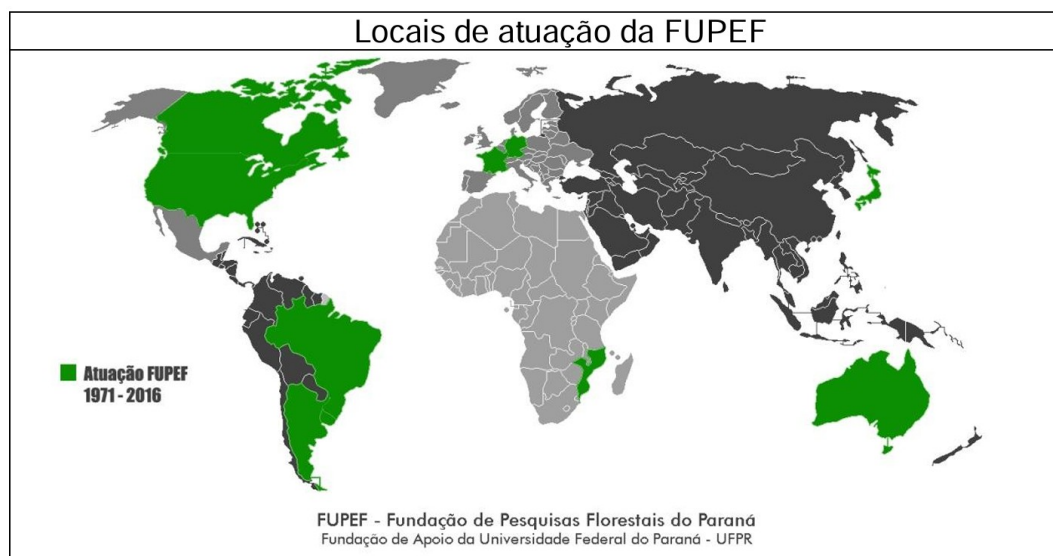 Locais de atuação da FUPEF
Atuação FUPEF
1971 - 2016
FUPEF - Fundação de Pesquisas Florestais do Paraná
Fundação de Apoio da Universidade Federal do Paraná - UFPR